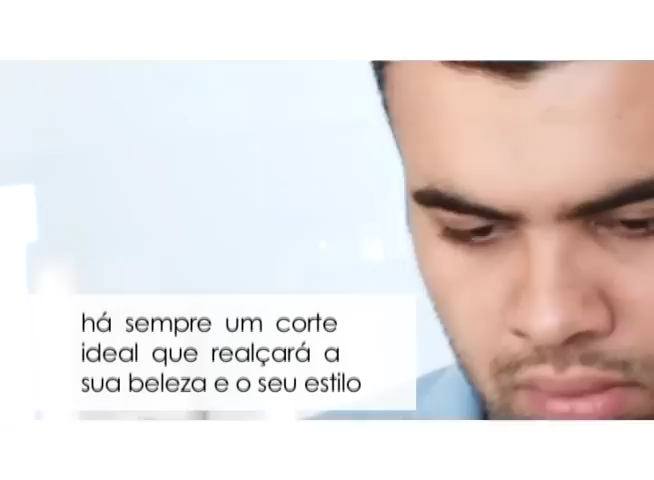 há sempre um corte
ideal que realçará a
sua beleza e o seu estilo